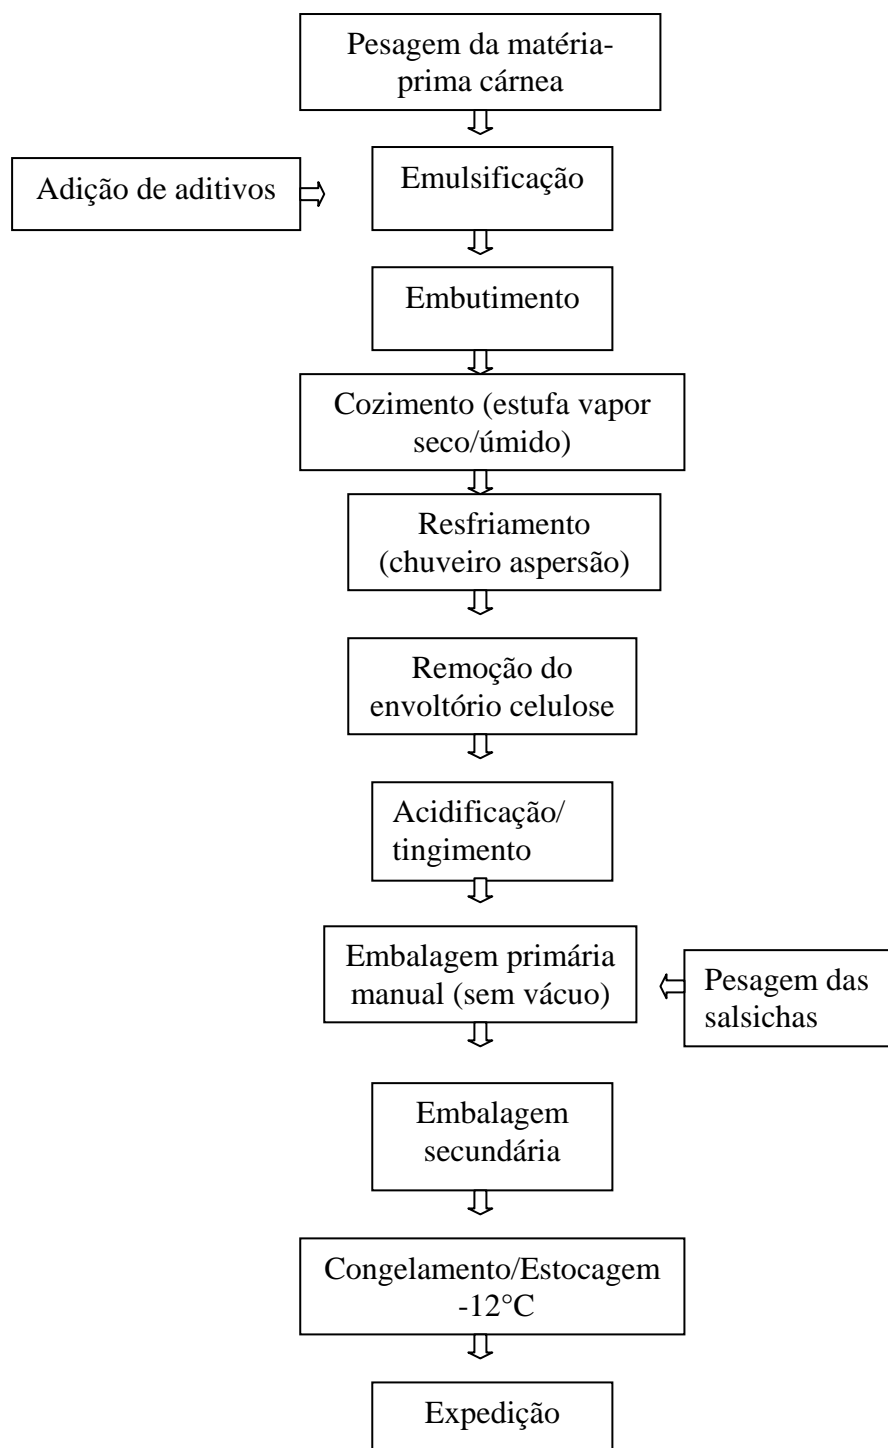 Pesagem da matéria-
prima cárnea
Adição de aditivos
Emulsificação
Embutimento
Cozimento (estufa vapor
seco/úmido)
Resfriamento
(chuveiro aspersão)
Remoção do
envoltório celulose
Acidificação/
tingimento
Embalagem primária
manual (sem vácuo)
Pesagem das
salsichas
Embalagem
secundária
Congelamento/Estocagem
-12°C
Expedição